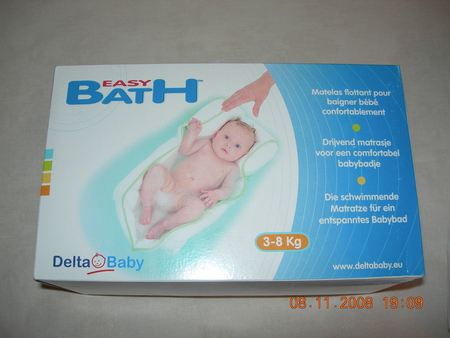 EASY
BATH™
Matelas flottant pour
baigner bébé
confortablement
Drijvend matrasje
voor een comfortabel
babybadje
Die schwimmende
Matratze für ein
entspanntes Babybad
3-8 Kg
Delta Baby
www.deltababy.eu
08.11.2008 18:09